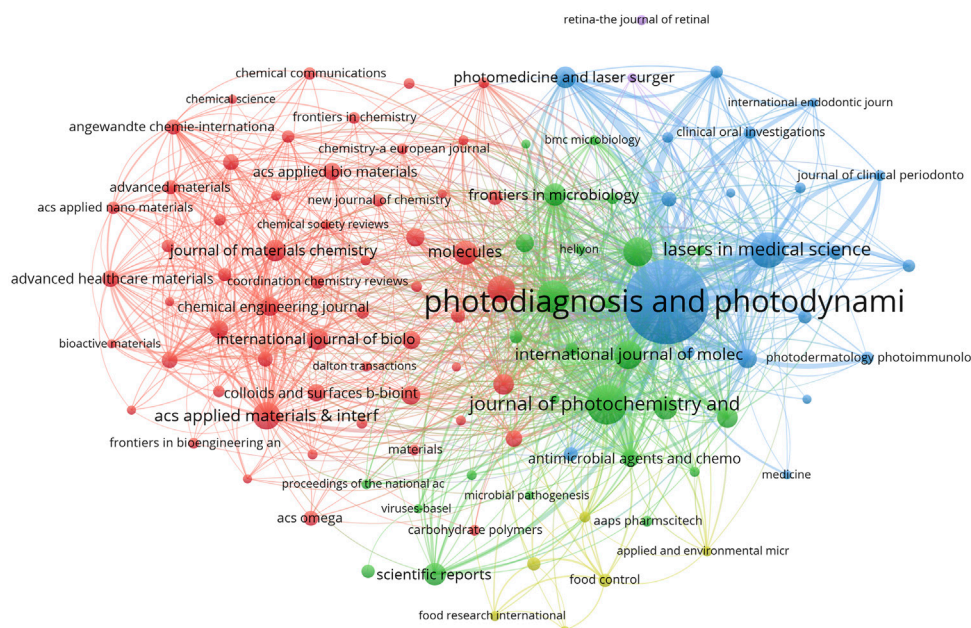 retina-the journal of retinal
chemical communications
photomedicine and laser surger
chemical science
international endodontic journ
frontiers in chemistry
angewandte chemie-internationa
clinical oral investigations
bmc microbiology
chemistry-a european journal
acs applied bio materials
journal of clinical periodonto
advanced materials
frontiers in microbiology
new journal of chemistry
acs applied nano materials
chemical society reviews
journal of materials chemistry
molecules
heliyon
lasers in medical science
advanced healthcare materials
coordination chemistry reviews
photodiagnosis and photodynami
chemical engineering journal
international journal of biolo
bioactive materials
international journal of molec
photodermatology photoimmunolo
dalton transactions
colloids and surfaces b-bioint
journal of photochemistry and
acs applied materials & interf
frontiers in bioengineering an
materials
antimicrobial agents and chemo
medicine
proceedings of the national ac
microbial pathogenesis
viruses-basel
acs omega
aaps pharmscitech
carbohydrate polymers
applied and environmental micr
scientific reports
food control
food research international